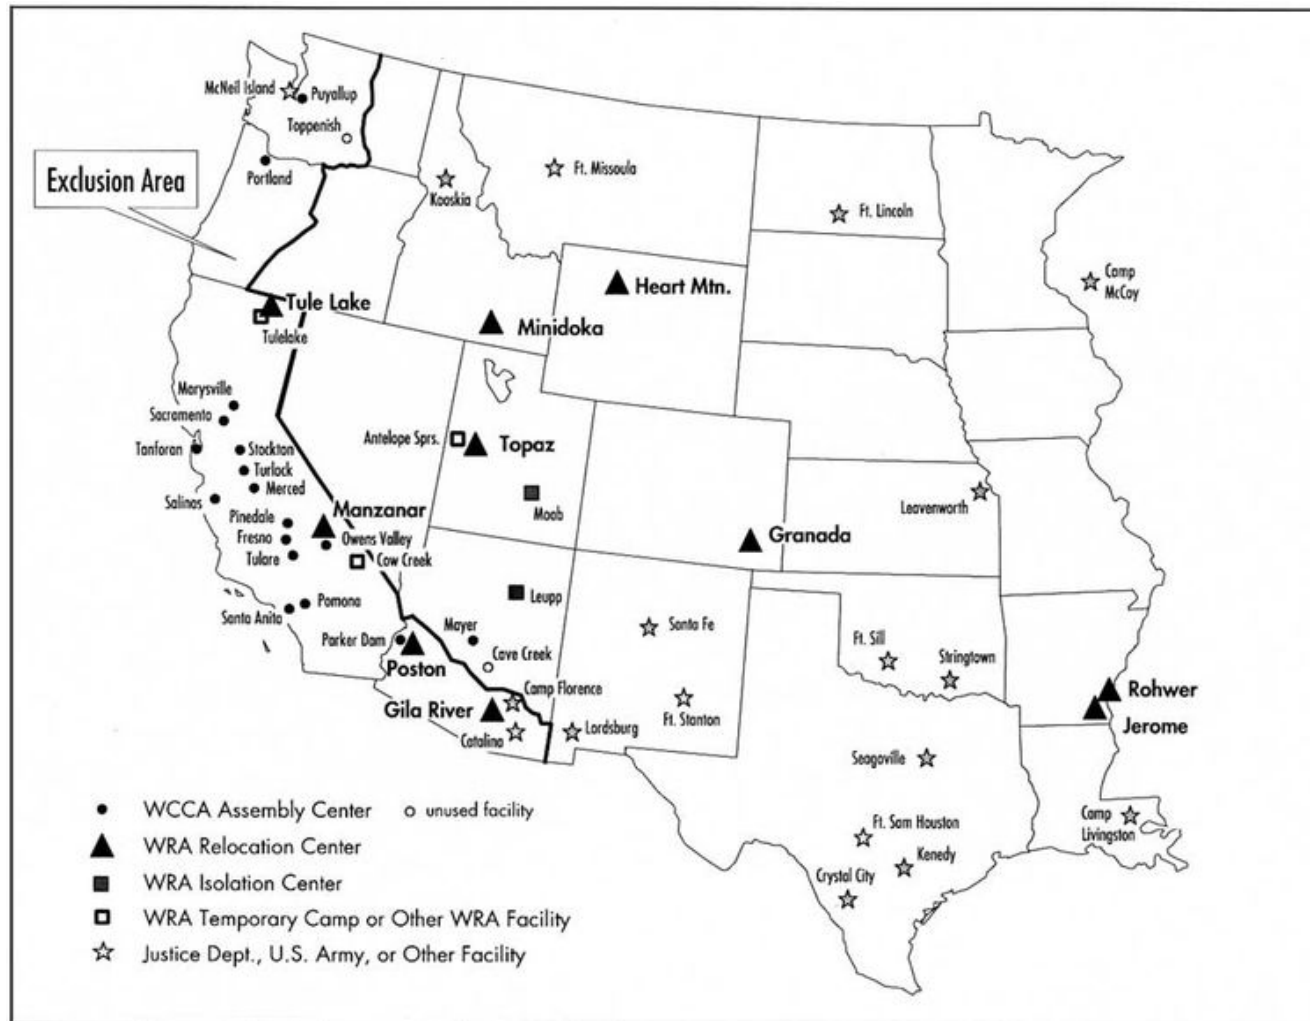 McNeil Island
Puyallup
Toppenish
Exclusion Area
Portland
Kooskia
Ft. Missoula
Ft. Lincoln
Camp
McCoy
Heart Mtn.
Tule Lake
Tulelake
Minidoka
Marysville
Sacramento
Tanforan
Stockton
Turlock
Merced
Salinas
Antelope Sprs.
Topaz
Moab
Leavenworth
Pinedale
Manzanar
Fresno
Owens Valley
Tulare
Cow Creek
Granada
Leupp
Santa Anita
Pomona
Parker Dam
Mayer
Santa Fe
Poston
Cave Creek
Ft. Sill
Stringtown
Camp Florence
Gila River
Catalina
Lordsburg
Ft. Stanton
Rohwer
Jerome
Seagoville
Ft. Sam Houston
Kenedy
Crystal City
Camp
Livingston
WCCA Assembly Center
unused facility
WRA Relocation Center
WRA Isolation Center
WRA Temporary Camp or Other WRA Facility
Justice Dept., U.S. Army, or Other Facility